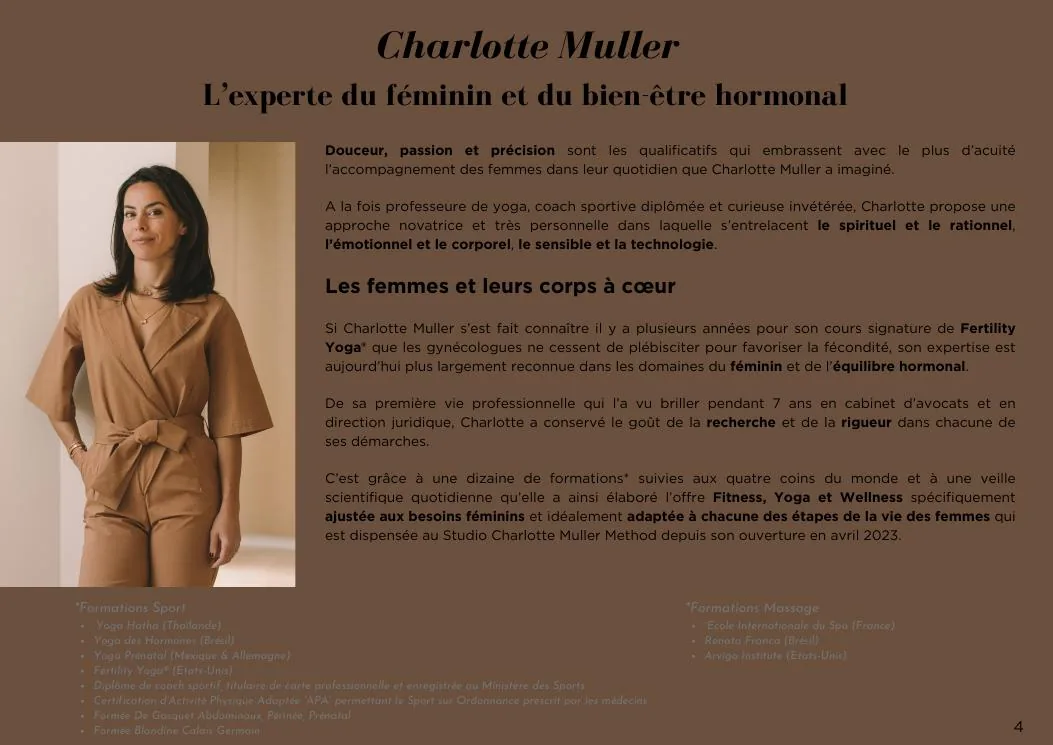 Charlotte Muller
L'experte du féminin et du bien-être hormonal
Douceur, passion et précision sont les qualificatifs qui embrassent avec le plus d'acuité
l'accompagnement des femmes dans leur quotidien que Charlotte Muller a imaginé.
A la fois professeure de yoga, coach sportive diplômée et curieuse invétérée, Charlotte propose une
approche novatrice et très personnelle dans laquelle s'entrelacent le spirituel et le rationnel,
l'émotionnel et le corporel, le sensible et la technologie.
Les femmes et leurs corps à cœur
Si Charlotte Muller s'est fait connaître il y a plusieurs années pour son cours signature de Fertility
Yoga® que les gynécologues ne cessent de plébisciter pour favoriser la fécondité, son expertise est
aujourd'hui plus largement reconnue dans les domaines du féminin et de l'équilibre hormonal.
De sa première vie professionnelle qui l'a vu briller pendant 7 ans en cabinet d'avocats et en
direction juridique, Charlotte a conservé le goût de la recherche et de la rigueur dans chacune de
ses démarches.
C'est grâce à une dizaine de formations* suivies aux quatre coins du monde et à une veille
scientifique quotidienne qu'elle a ainsi élaboré l'offre Fitness, Yoga et Wellness spécifiquement
ajustée aux besoins féminins et idéalement adaptée à chacune des étapes de la vie des femmes qui
est dispensée au Studio Charlotte Muller Method depuis son ouverture en avril 2023.
*Formations Sport
• Yoga Hatha (Thaïlande)
• Yoga des Hormones (Brésil)
• Yoga Prénatal (Mexique & Allemagne)
• Fertility Yoga® (Etats-Unis)
• Diplôme de coach sportif, titulaire de carte professionnelle et enregistrée au Ministère des Sports
• Certification d'Activité Physique Adaptée "APA" permettant le Sport sur Ordonnance prescrit par les médecins
• Formée De Gasquet Abdominaux, Périnée, Prénatal
• Formée Blandine Calais Germain
*Formations Massage
• Ecole Internationale du Spa (France)
• Renata Franca (Brésil)
• Arvigo Institute (Etats-Unis)
4